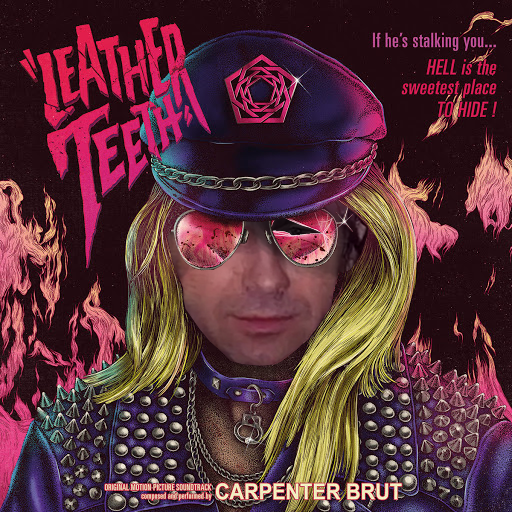 "LEATHER
TEETH"
If he's stalking you...
HELL is the
sweetest place
TO HIDE !
ORIGINAL MOTION PICTURE SOUNDTRACK
composed and performed by CARPENTER BRUT